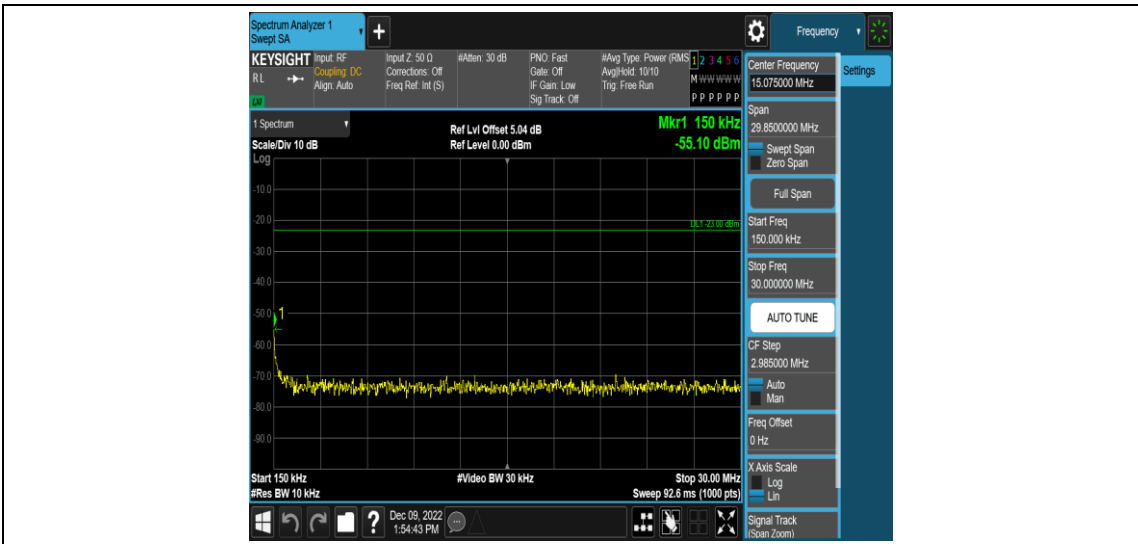 Spectrum Analyzer 1
Swept SA
+
Frequency
KEYSIGHT
RL
LNI
Input: RF
Coupling: DC
Align: Auto
Input Z: 50 Ω
Corrections: Off
Freq Ref: Int (S)
#Atten: 30 dB
PNO: Fast
Gate: Off
IF Gain: Low
Sig Track: Off
#Avg Type: Power (RMS
Avg|Hold: 10/10
Trig: Free Run
1 2 3 4 5 6
M W W W W W
P P P P P P
1 Spectrum
Scale/Div 10 dB
Ref Lvl Offset 5.04 dB
Ref Level 0.00 dBm
Mkr1 150 kHz
-55.10 dBm
Log
-10.0
-20.0
DL1 -23.00 dBm
-30.0
-40.0
-50.0
1
-60.0
-70.0
-80.0
-90.0
Start 150 kHz
#Video BW 30 kHz
Stop 30.00 MHz
#Res BW 10 kHz
Sweep 92.6 ms (1000 pts)
?
Dec 09, 2022
1:54:43 PM
Center Frequency
15.075000 MHz
Settings
Span
29.8500000 MHz
Swept Span
Zero Span
Full Span
Start Freq
150.000 kHz
Stop Freq
30.000000 MHz
AUTO TUNE
CF Step
2.985000 MHz
Auto
Man
Freq Offset
0 Hz
X Axis Scale
Log
Lin
Signal Track
(Span Zoom)